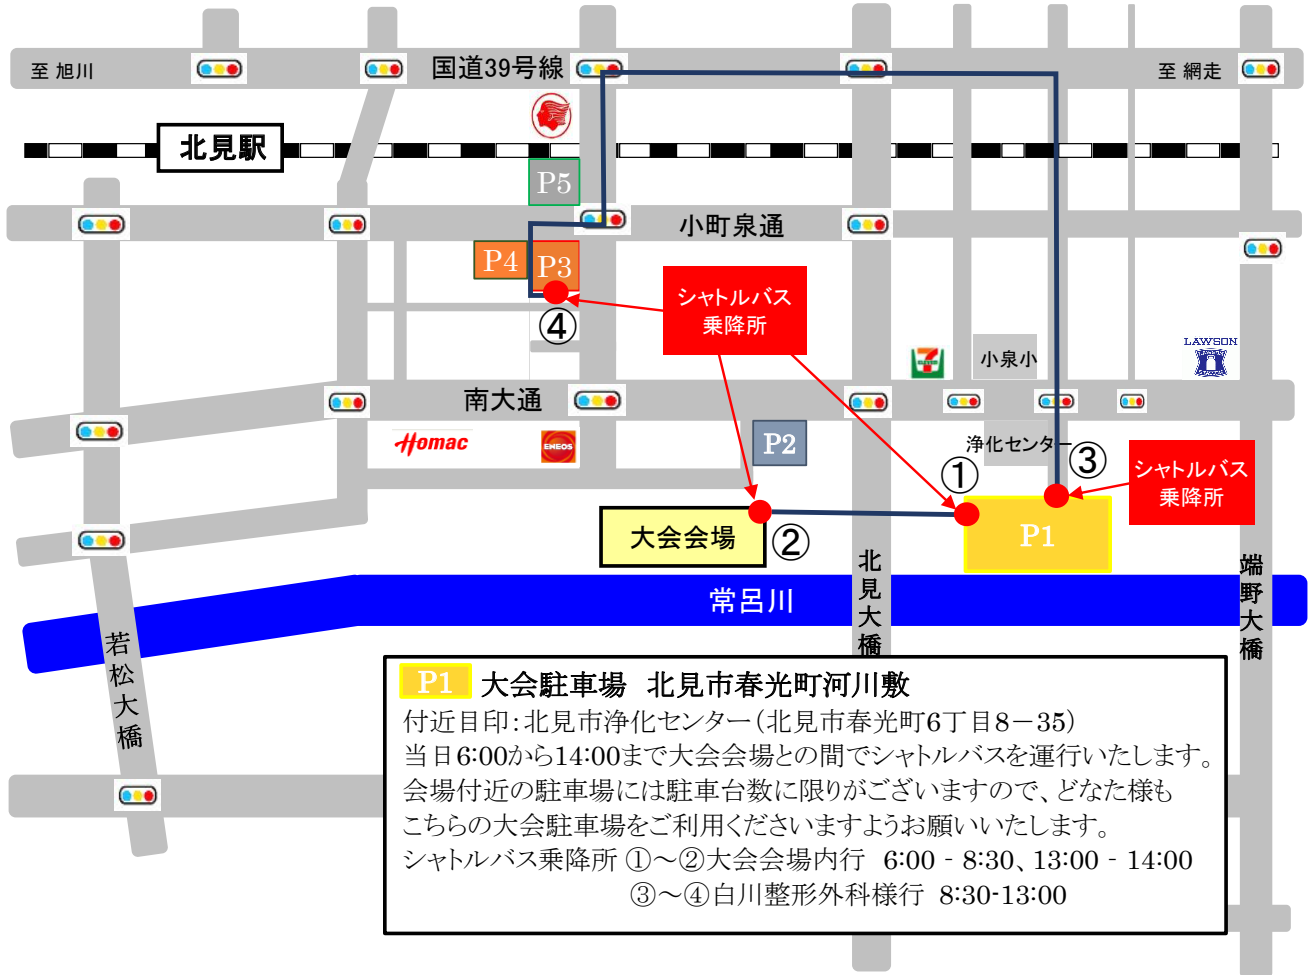 至 旭川
国道39号線
至 網走
北見駅
P5
小町泉通
P4
P3
シャトルバス
乗降所
④
LAWSON
7
ELEVEN
小泉小
南大通
Homac
ENEOS
P2
浄化センター
①
③
シャトルバス
乗降所
大会会場
②
P1
常呂川
北見大橋
端野大橋
若松大橋
P1 大会駐車場 北見市春光町河川敷
付近目印:北見市浄化センター(北見市春光町6丁目8-35)
当日6:00から14:00まで大会会場との間でシャトルバスを運行いたします。
会場付近の駐車場には駐車台数に限りがございますので、どなた様も
こちらの大会駐車場をご利用くださいますようお願いいたします。
シャトルバス乗降所 ①~②大会会場内行 6:00 - 8:30、13:00 - 14:00
③~④白川整形外科様行 8:30-13:00